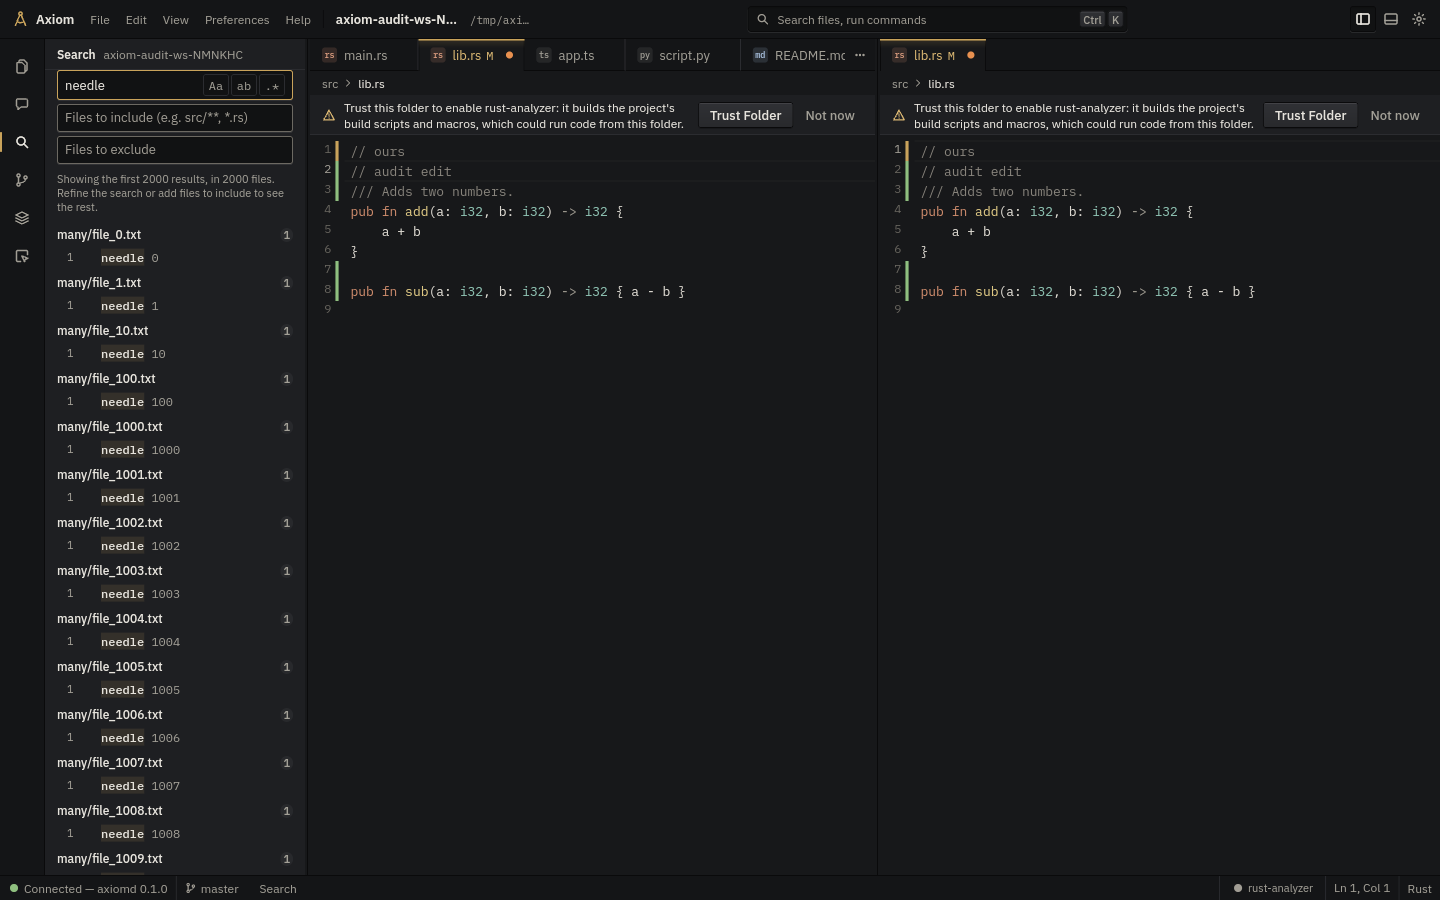 Axiom File Edit View Preferences Help axiom-audit-ws-N... /tmp/axi... Search files, run commands Ctrl K
Search axiom-audit-ws-NMNKHC
needle Aa ab .*
Files to include (e.g. src/**, *.rs)
Files to exclude
Showing the first 2000 results, in 2000 files.
Refine the search or add files to include to see
the rest.
many/file_0.txt 1
1 needle 0
many/file_1.txt 1
1 needle 1
many/file_10.txt 1
1 needle 10
many/file_100.txt 1
1 needle 100
many/file_1000.txt 1
1 needle 1000
many/file_1001.txt 1
1 needle 1001
many/file_1002.txt 1
1 needle 1002
many/file_1003.txt 1
1 needle 1003
many/file_1004.txt 1
1 needle 1004
many/file_1005.txt 1
1 needle 1005
many/file_1006.txt 1
1 needle 1006
many/file_1007.txt 1
1 needle 1007
many/file_1008.txt 1
1 needle 1008
many/file_1009.txt 1
rs main.rs rs lib.rs M ts app.ts py script.py md README.mc ...
src > lib.rs
Trust this folder to enable rust-analyzer: it builds the project's
build scripts and macros, which could run code from this folder.
Trust Folder Not now
1 // ours
2 // audit edit
3 /// Adds two numbers.
4 pub fn add(a: i32, b: i32) -> i32 {
5 a + b
6 }
7
8 pub fn sub(a: i32, b: i32) -> i32 { a - b }
9
rs lib.rs M
src > lib.rs
Trust this folder to enable rust-analyzer: it builds the project's
build scripts and macros, which could run code from this folder.
Trust Folder Not now
1 // ours
2 // audit edit
3 /// Adds two numbers.
4 pub fn add(a: i32, b: i32) -> i32 {
5 a + b
6 }
7
8 pub fn sub(a: i32, b: i32) -> i32 { a - b }
9
Connected — axiomd 0.1.0 master Search rust-analyzer Ln 1, Col 1 Rust